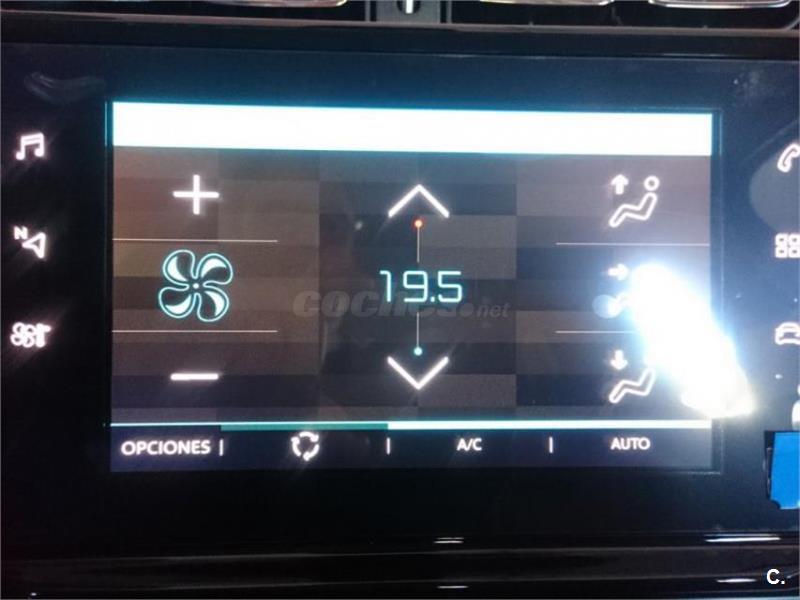 N
19.5
coches.net
OPCIONES | | A/C | AUTO
C.